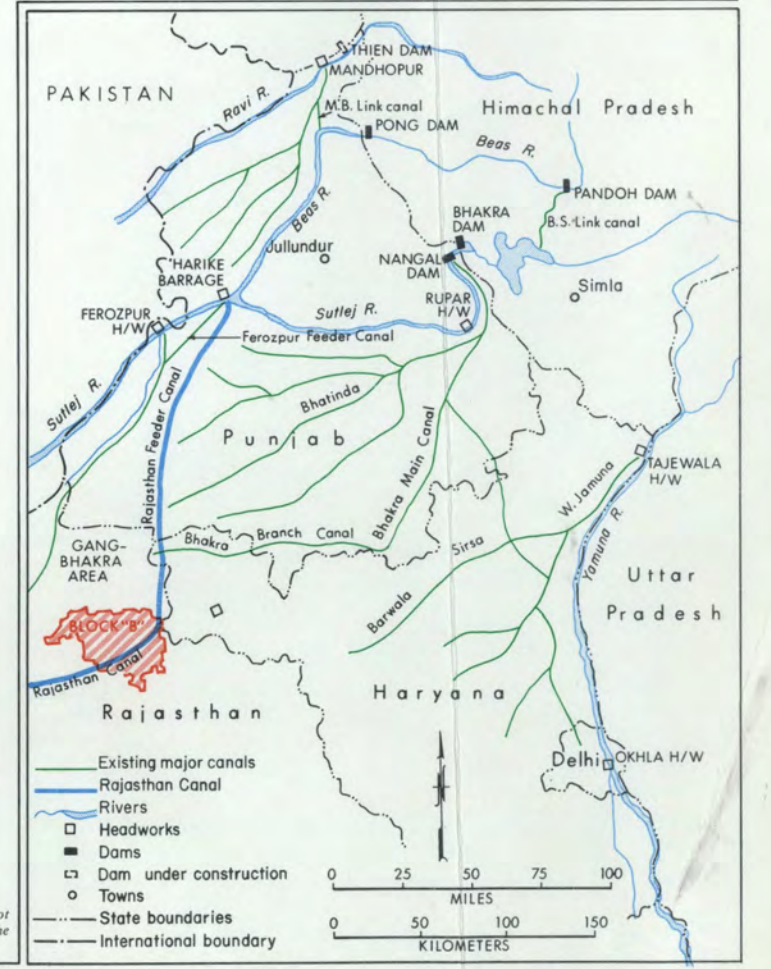 THIEN DAM
MANDHOPUR
PAKISTAN
Ravi R.
M.B. Link canal
Himachal Pradesh
PONG DAM
Beas R.
PANDOH DAM
Beas R.
BHAKRA
DAM
B.S. Link canal
Jullundur
NANGAL
DAM
HARIKE
BARRAGE
Simla
RUPAR
H/W
FEROZPUR
H/W
Sutlej R.
Ferozpur Feeder Canal
Sutlej R.
Rajasthan Feeder Canal
Bhatinda
Punjab
Bhakra Main Canal
TAJEWALA
H/W
W. Jamuna
Yamuna R.
GANG-
BHAKRA
AREA
Bhakra Branch Canal
Sirsa
Uttar
Pradesh
Barwala
BLOCK "B"
Rajasthan Canal
Haryana
Rajasthan
Delhi
OKHLA H/W
Existing major canals
Rajasthan Canal
Rivers
Headworks
Dams
Dam under construction
Towns
State boundaries
International boundary
0 25 50 75 100
MILES
0 50 100 150
KILOMETERS